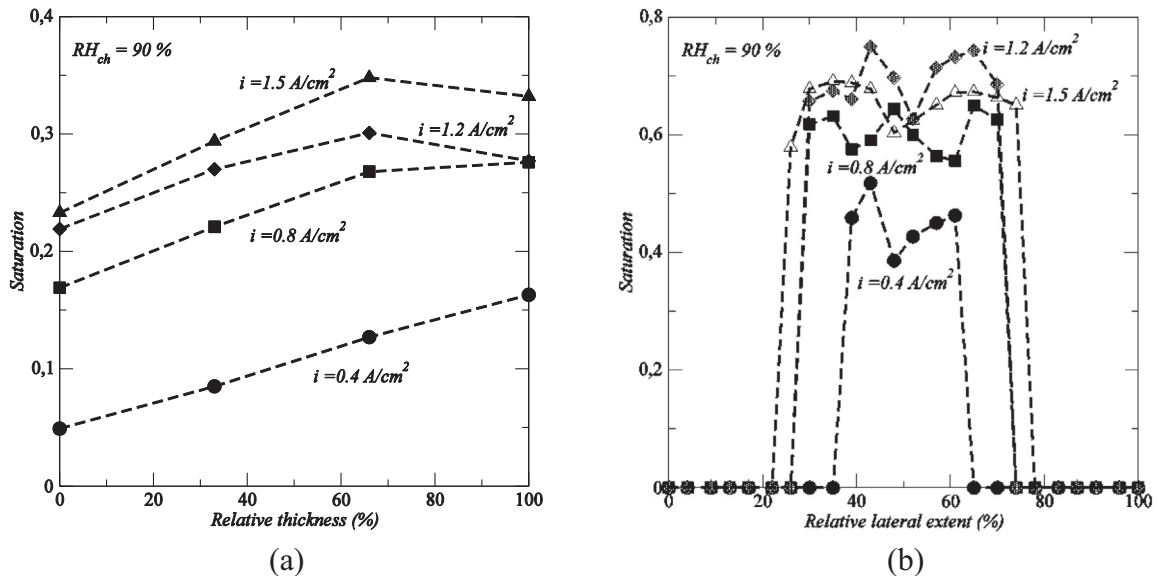 0,4
RH_ch = 90 %
i =1.5 A/cm²
0,3
i =1.2 A/cm²
i =0.8 A/cm²
Saturation
0,2
0,1
i =0.4 A/cm²
0
0 20 40 60 80 100
Relative thickness (%)
(a)
0,8
RH_ch = 90 %
i =1.2 A/cm²
i =1.5 A/cm²
0,6
i =0.8 A/cm²
Saturation
0,4
i =0.4 A/cm²
0,2
0
0 20 40 60 80 100
Relative lateral extent (%)
(b)